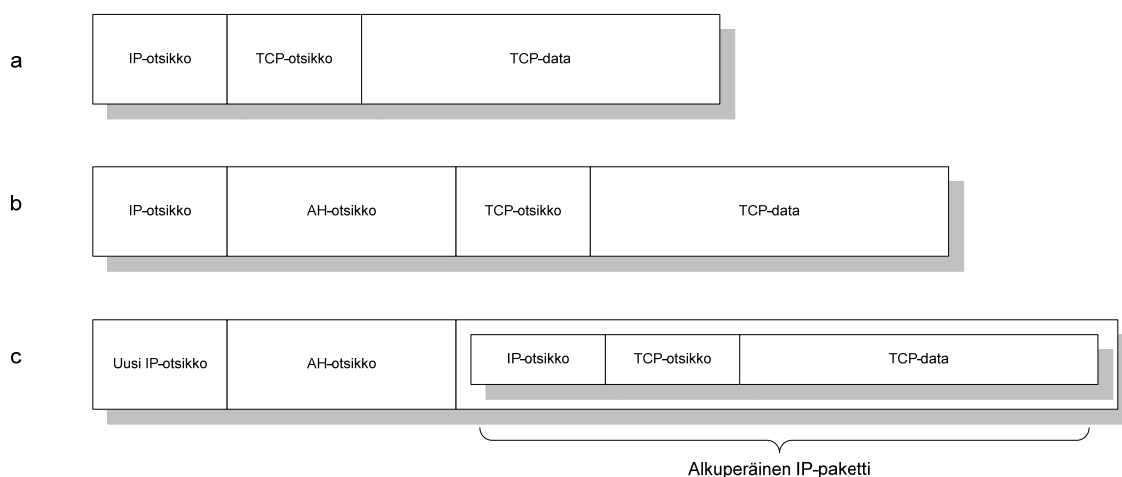 a IP-otsikko TCP-otsikko TCP-data
b IP-otsikko AH-otsikko TCP-otsikko TCP-data
c Uusi IP-otsikko AH-otsikko IP-otsikko TCP-otsikko TCP-data
Alkuperäinen IP-paketti